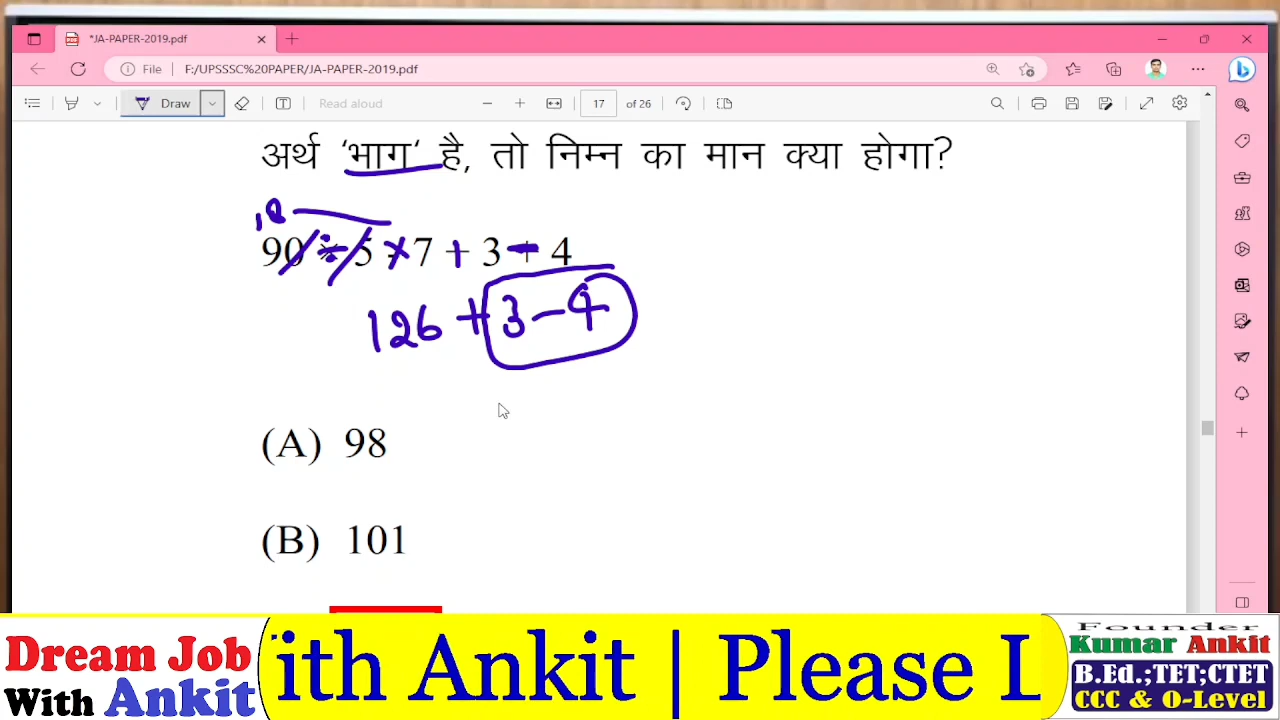 *JA-PAPER-2019.pdf
File F:/UPSSSC%20PAPER/JA-PAPER-2019.pdf
Draw Read aloud 17 of 26
अर्थ ‘भाग‘ है, तो निम्न का मान क्या होगा?
18
90 ÷ 5 × 7 + 3 - 4
126 + 3 - 4
(A) 98
(B) 101
Dream Job
With Ankit
ith Ankit | Please L
Founder
Kumar Ankit
B.Ed.;TET;CTET
CCC & O-Level